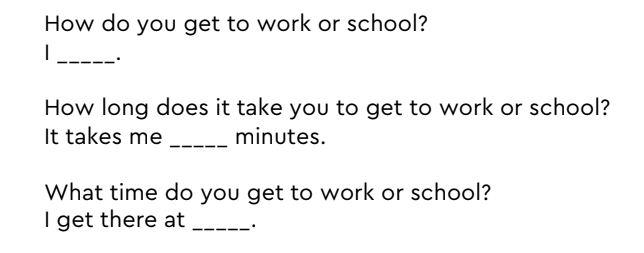 How do you get to work or school?
I _____.
How long does it take you to get to work or school?
It takes me _____ minutes.
What time do you get to work or school?
I get there at _____.